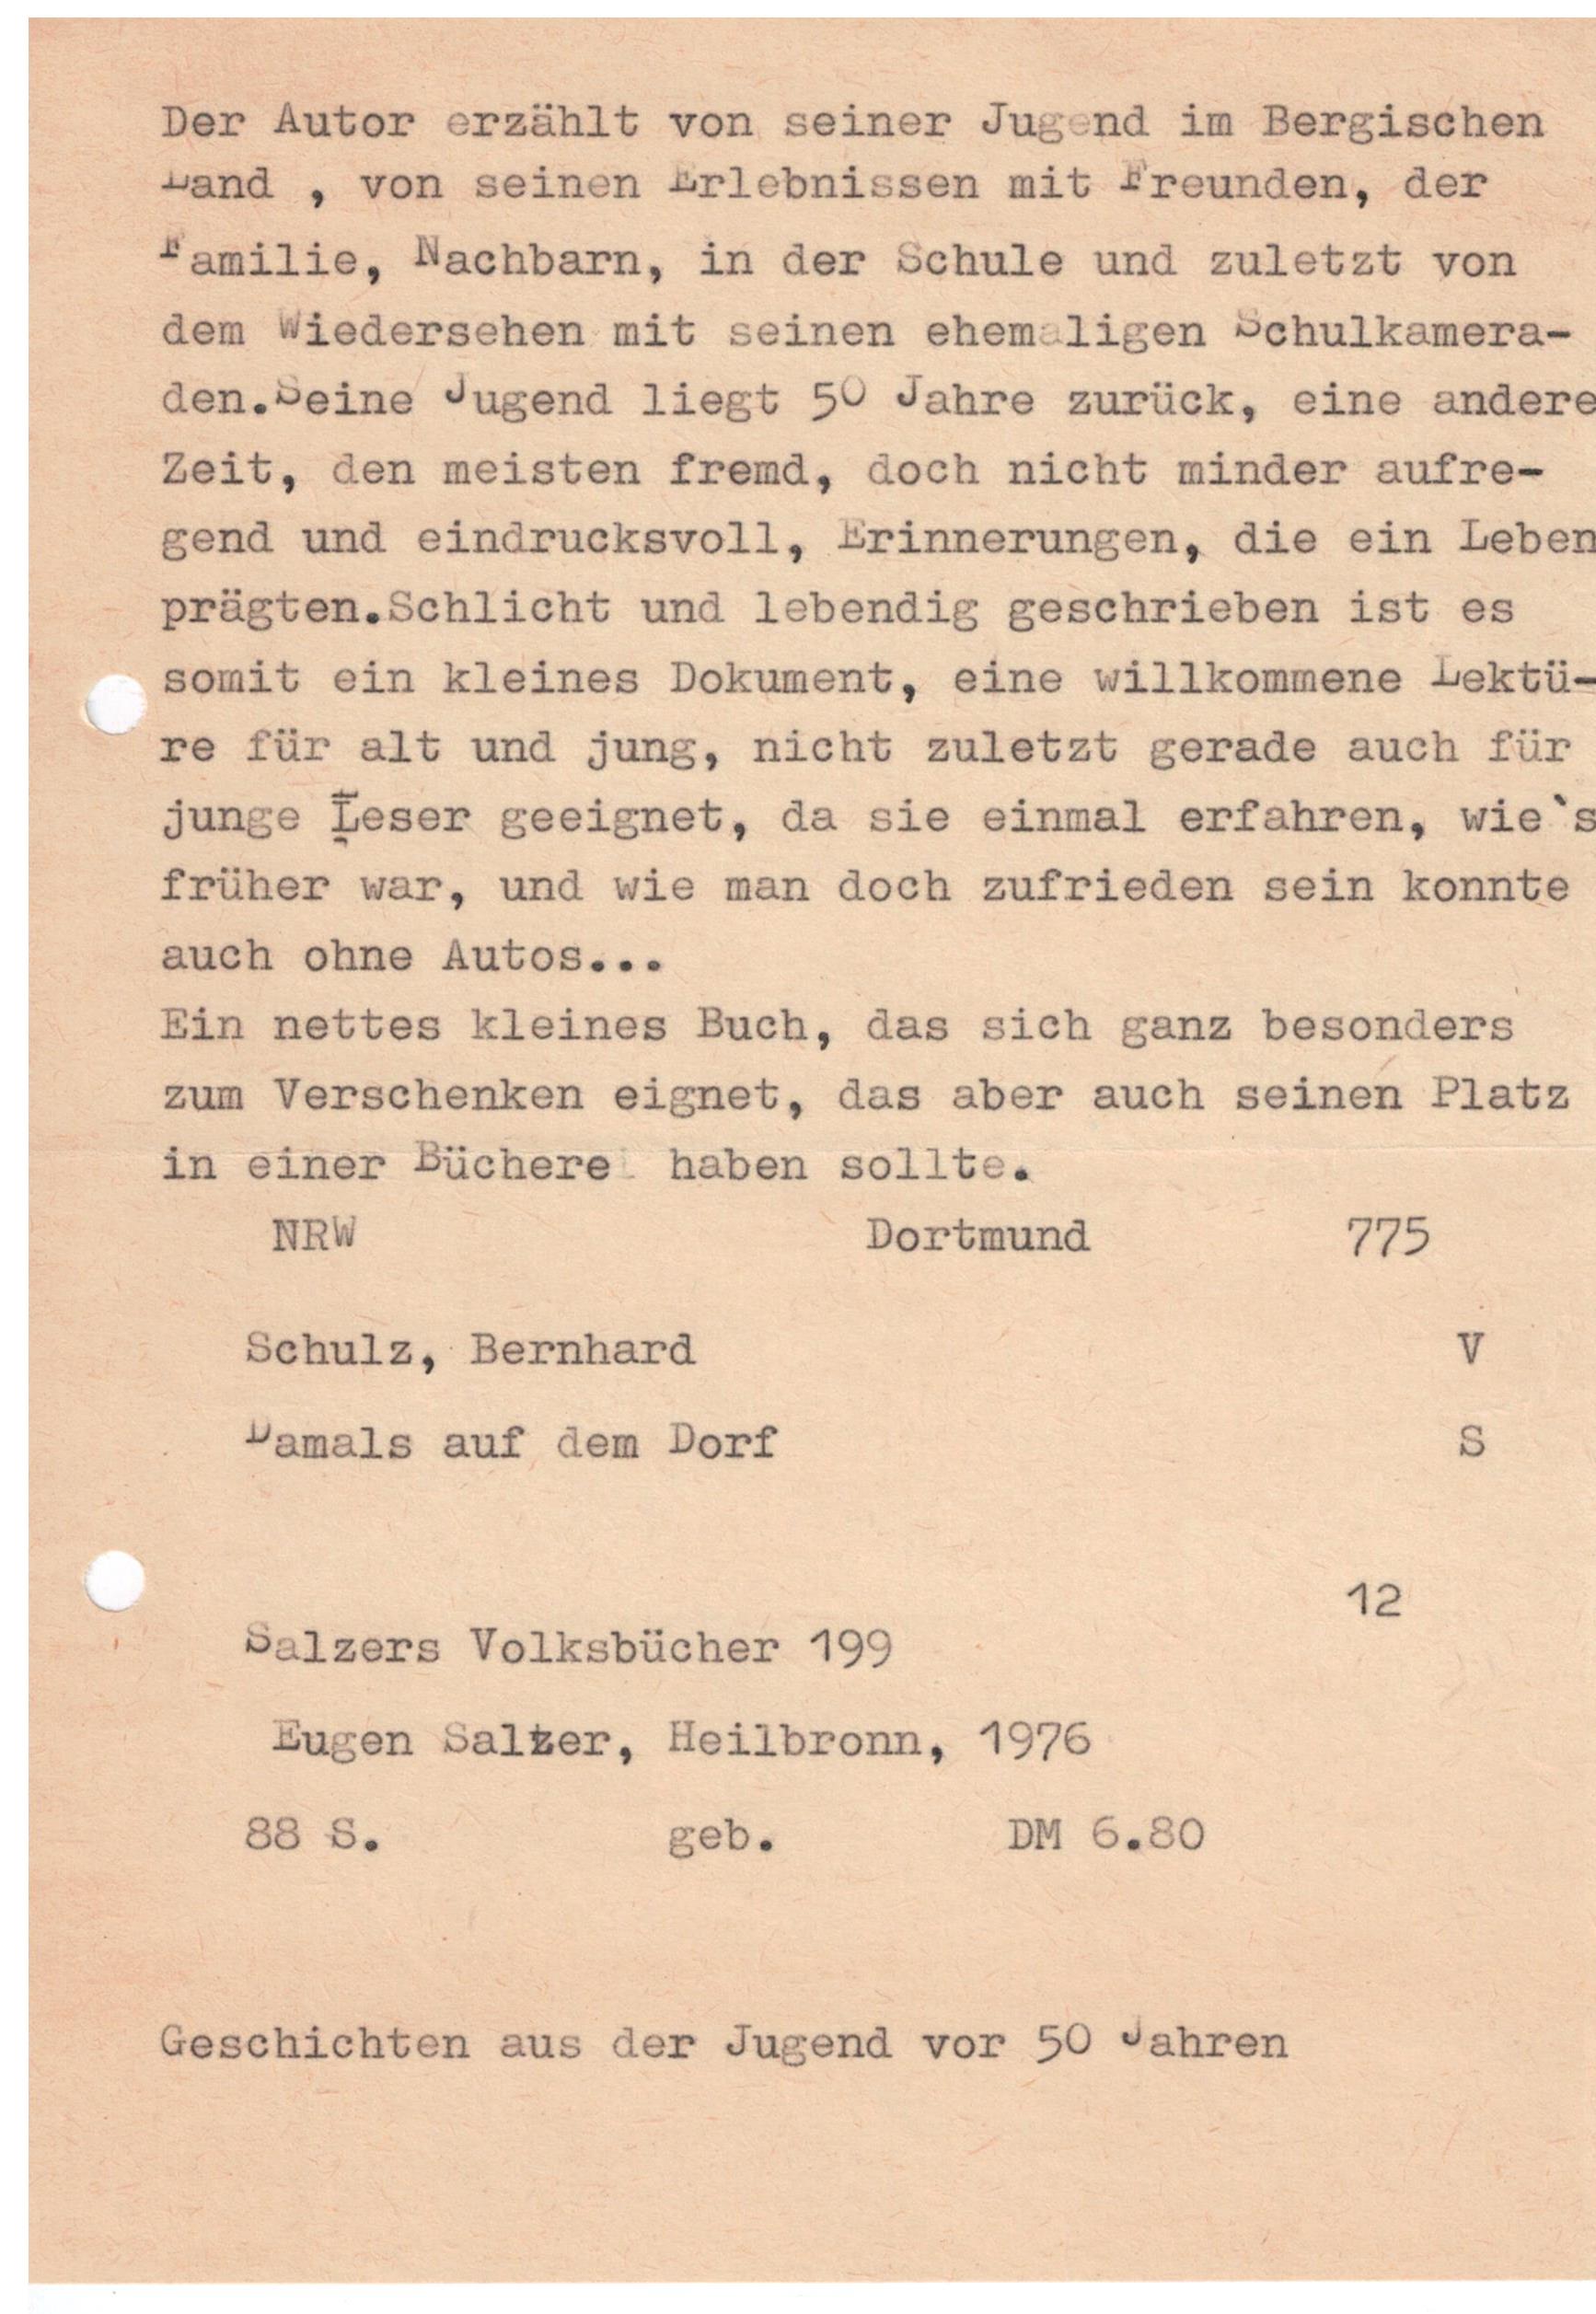 Der Autor erzählt von seiner Jugend im Bergischen
Land , von seinen Erlebnissen mit Freunden, der
Familie, Nachbarn, in der Schule und zuletzt von
dem Wiedersehen mit seinen ehemaligen Schulkamera-
den.Seine Jugend liegt 50 Jahre zurück, eine andere
Zeit, den meisten fremd, doch nicht minder aufre-
gend und eindrucksvoll, Erinnerungen, die ein Leben
prägten.Schlicht und lebendig geschrieben ist es
somit ein kleines Dokument, eine willkommene Lektü-
re für alt und jung, nicht zuletzt gerade auch für
junge Leser geeignet, da sie einmal erfahren, wie`s
früher war, und wie man doch zufrieden sein konnte
auch ohne Autos...
Ein nettes kleines Buch, das sich ganz besonders
zum Verschenken eignet, das aber auch seinen Platz
in einer Bücherei haben sollte.
NRW Dortmund 775
Schulz, Bernhard V
Damals auf dem Dorf S
12
Salzers Volksbücher 199
Eugen Salzer, Heilbronn, 1976
88 S. geb. DM 6.80
Geschichten aus der Jugend vor 50 Jahren